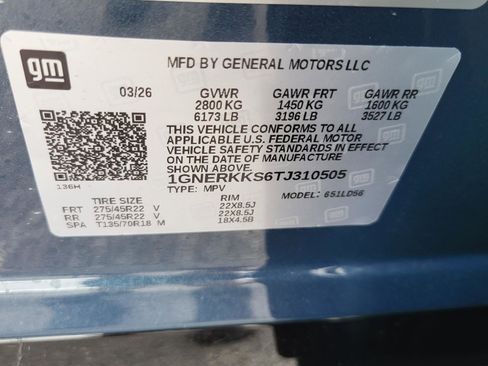 gm
MFD BY GENERAL MOTORS LLC
03/26 GVWR GAWR FRT GAWR RR
2800 KG 1450 KG 1600 KG
6173 LB 3196 LB 3527 LB
THIS VEHICLE CONFORMS TO ALL
APPLICABLE U.S. FEDERAL MOTOR
VEHICLE SAFETY STANDARDS IN EFFECT
ON THE DATE OF MANUFACTURE
SHOWN ABOVE.
1GNERKKS6TJ310505
136H TYPE: MPV MODEL: 651LD56
TIRE SIZE RIM
FRT 275/45R22 V 22X8.5J
RR 275/45R22 V 22X8.5J
SPA T135/70R18 M 18X4.5B